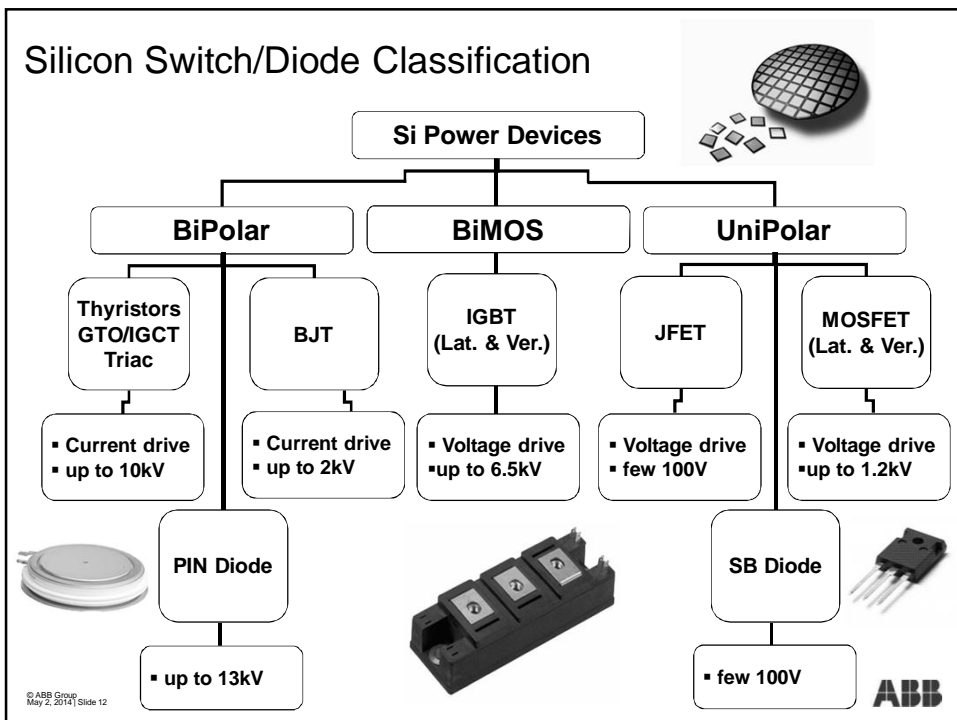 Silicon Switch/Diode Classification
Si Power Devices
BiPolar
BiMOS
UniPolar
Thyristors
GTO/IGCT
Triac
BJT
IGBT
(Lat. & Ver.)
JFET
MOSFET
(Lat. & Ver.)
▪ Current drive
▪ up to 10kV
▪ Current drive
▪ up to 2kV
▪ Voltage drive
▪up to 6.5kV
▪ Voltage drive
▪ few 100V
▪ Voltage drive
▪ up to 1.2kV
PIN Diode
SB Diode
▪ up to 13kV
▪ few 100V
© ABB Group
May 2, 2014 | Slide 12
ABB